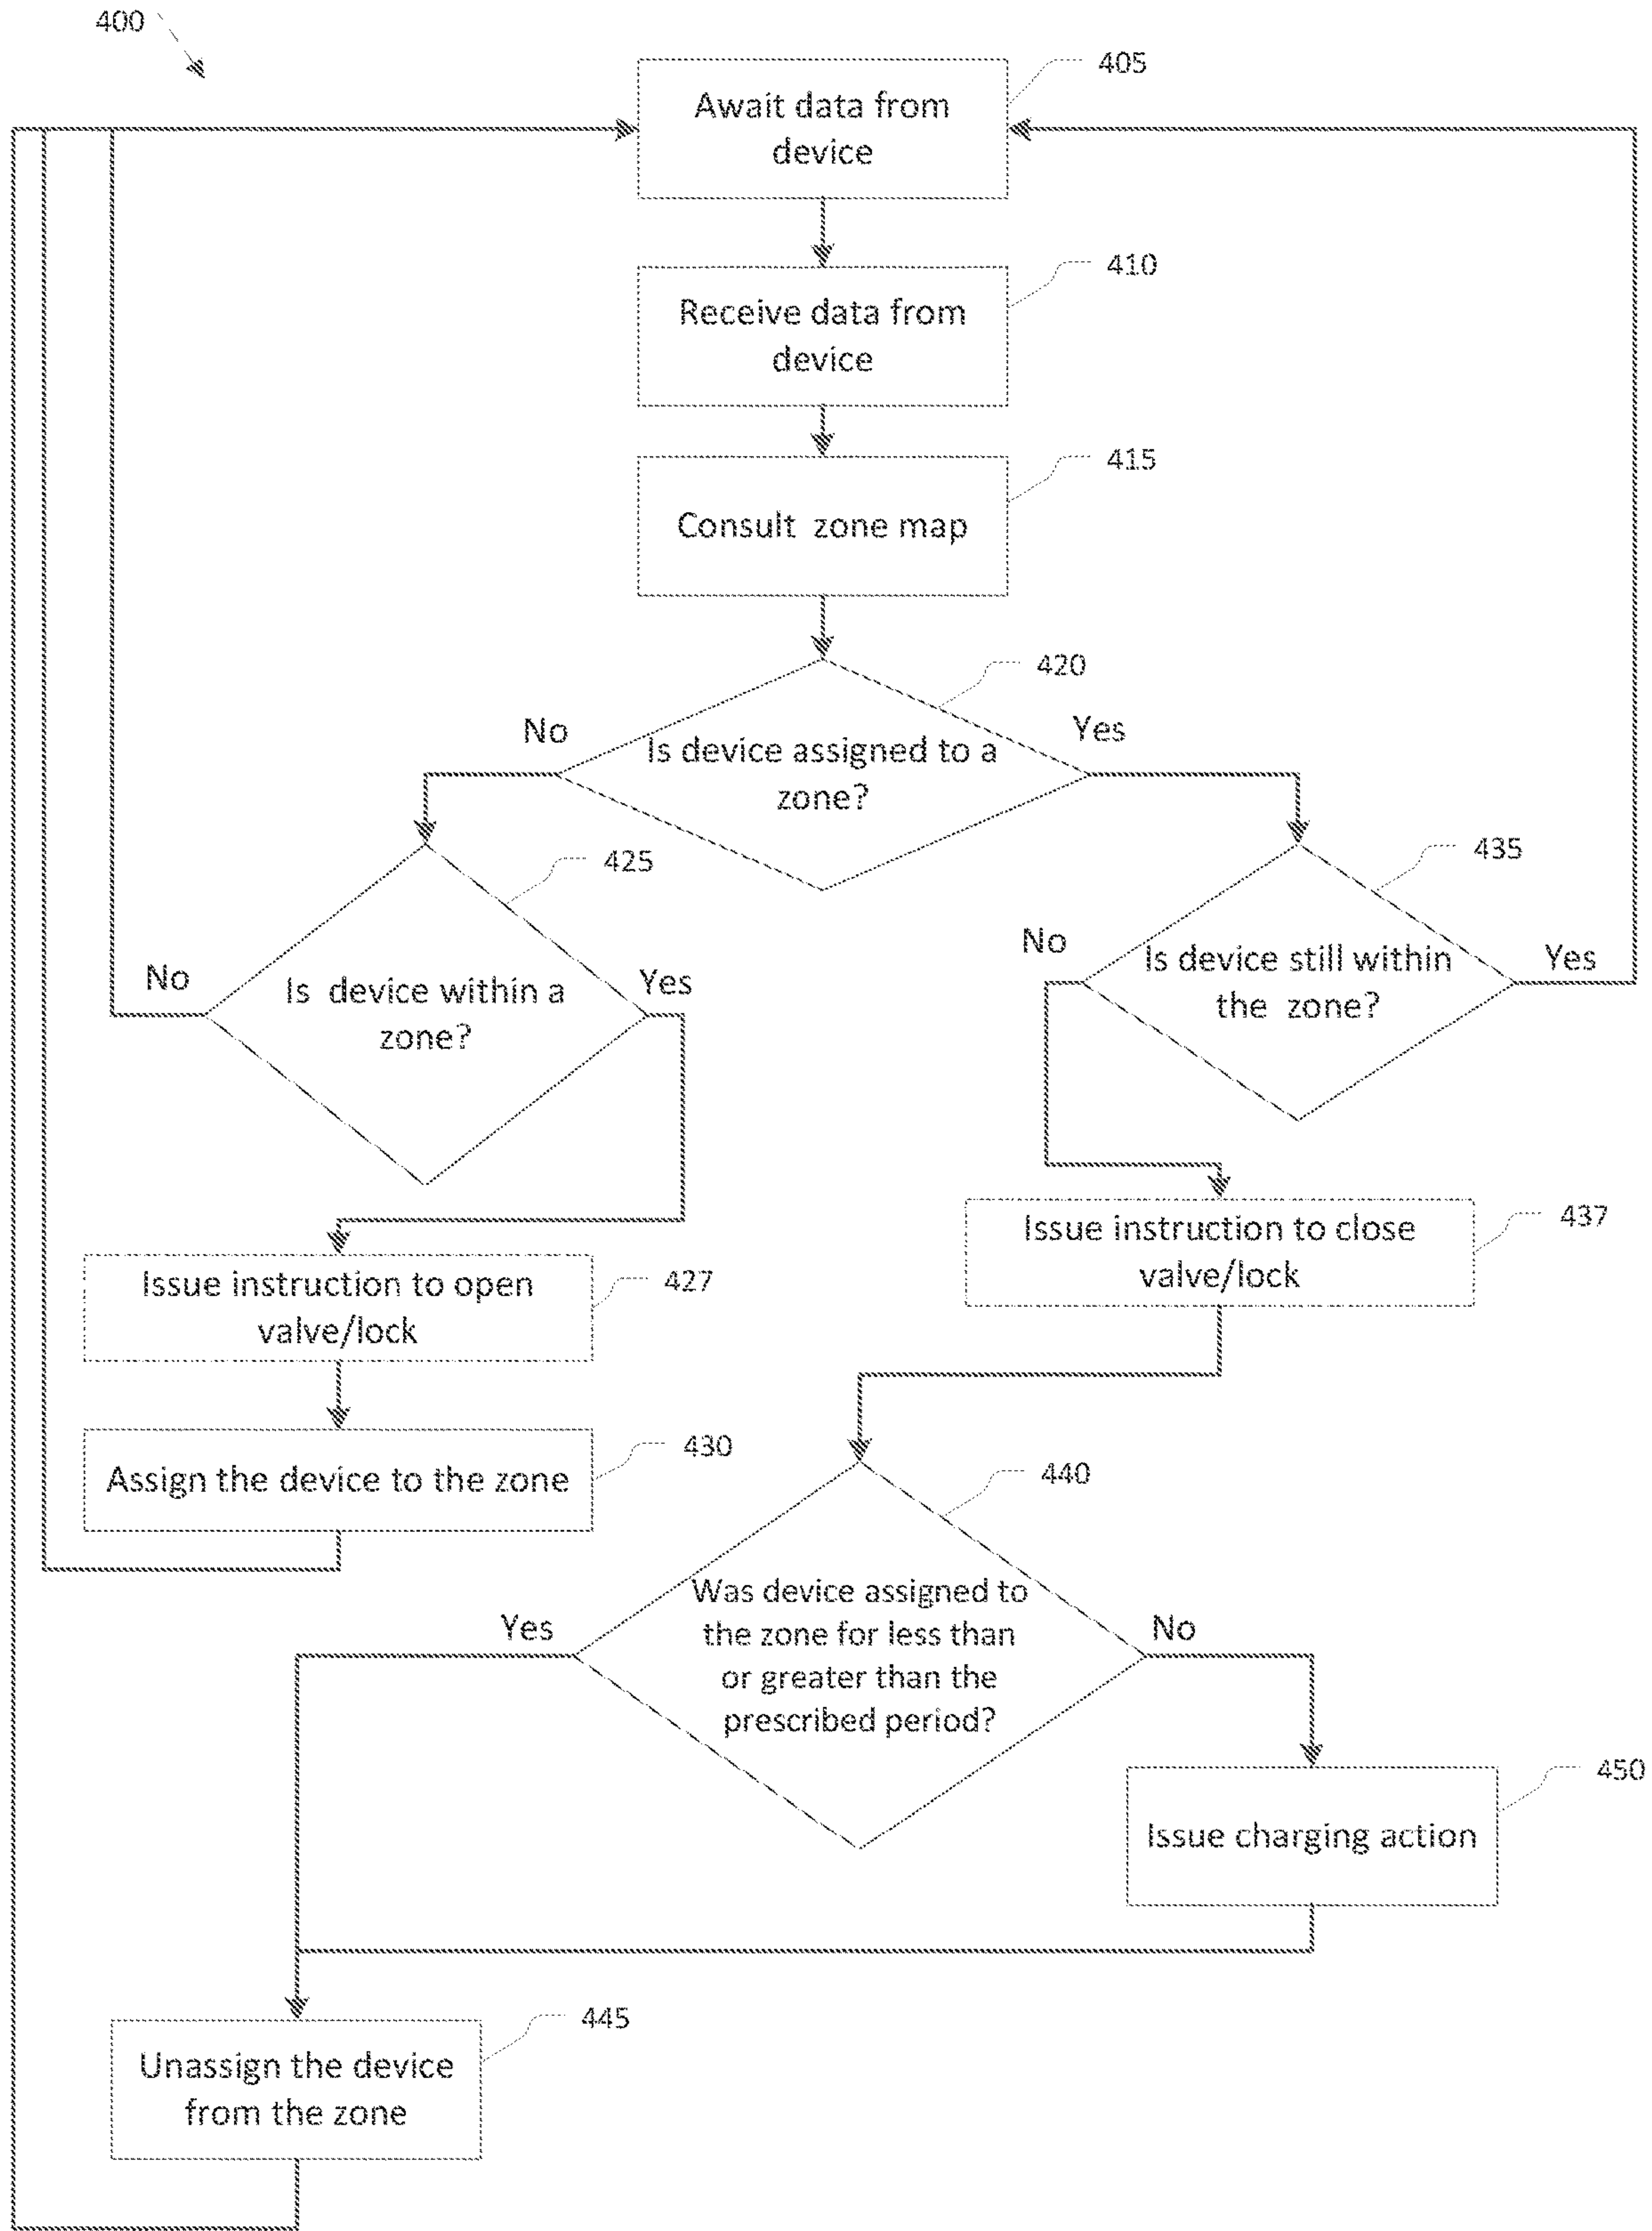 400
405
Await data from
device
410
Receive data from
device
415
Consult zone map
420
No
Yes
Is device assigned to a
zone?
425
435
No
Yes
Is device within a
zone?
No
Yes
Is device still within
the zone?
427
Issue instruction to open
valve/lock
437
Issue instruction to close
valve/lock
430
Assign the device to the zone
440
Yes
No
Was device assigned to
the zone for less than
or greater than the
prescribed period?
450
Issue charging action
445
Unassign the device
from the zone